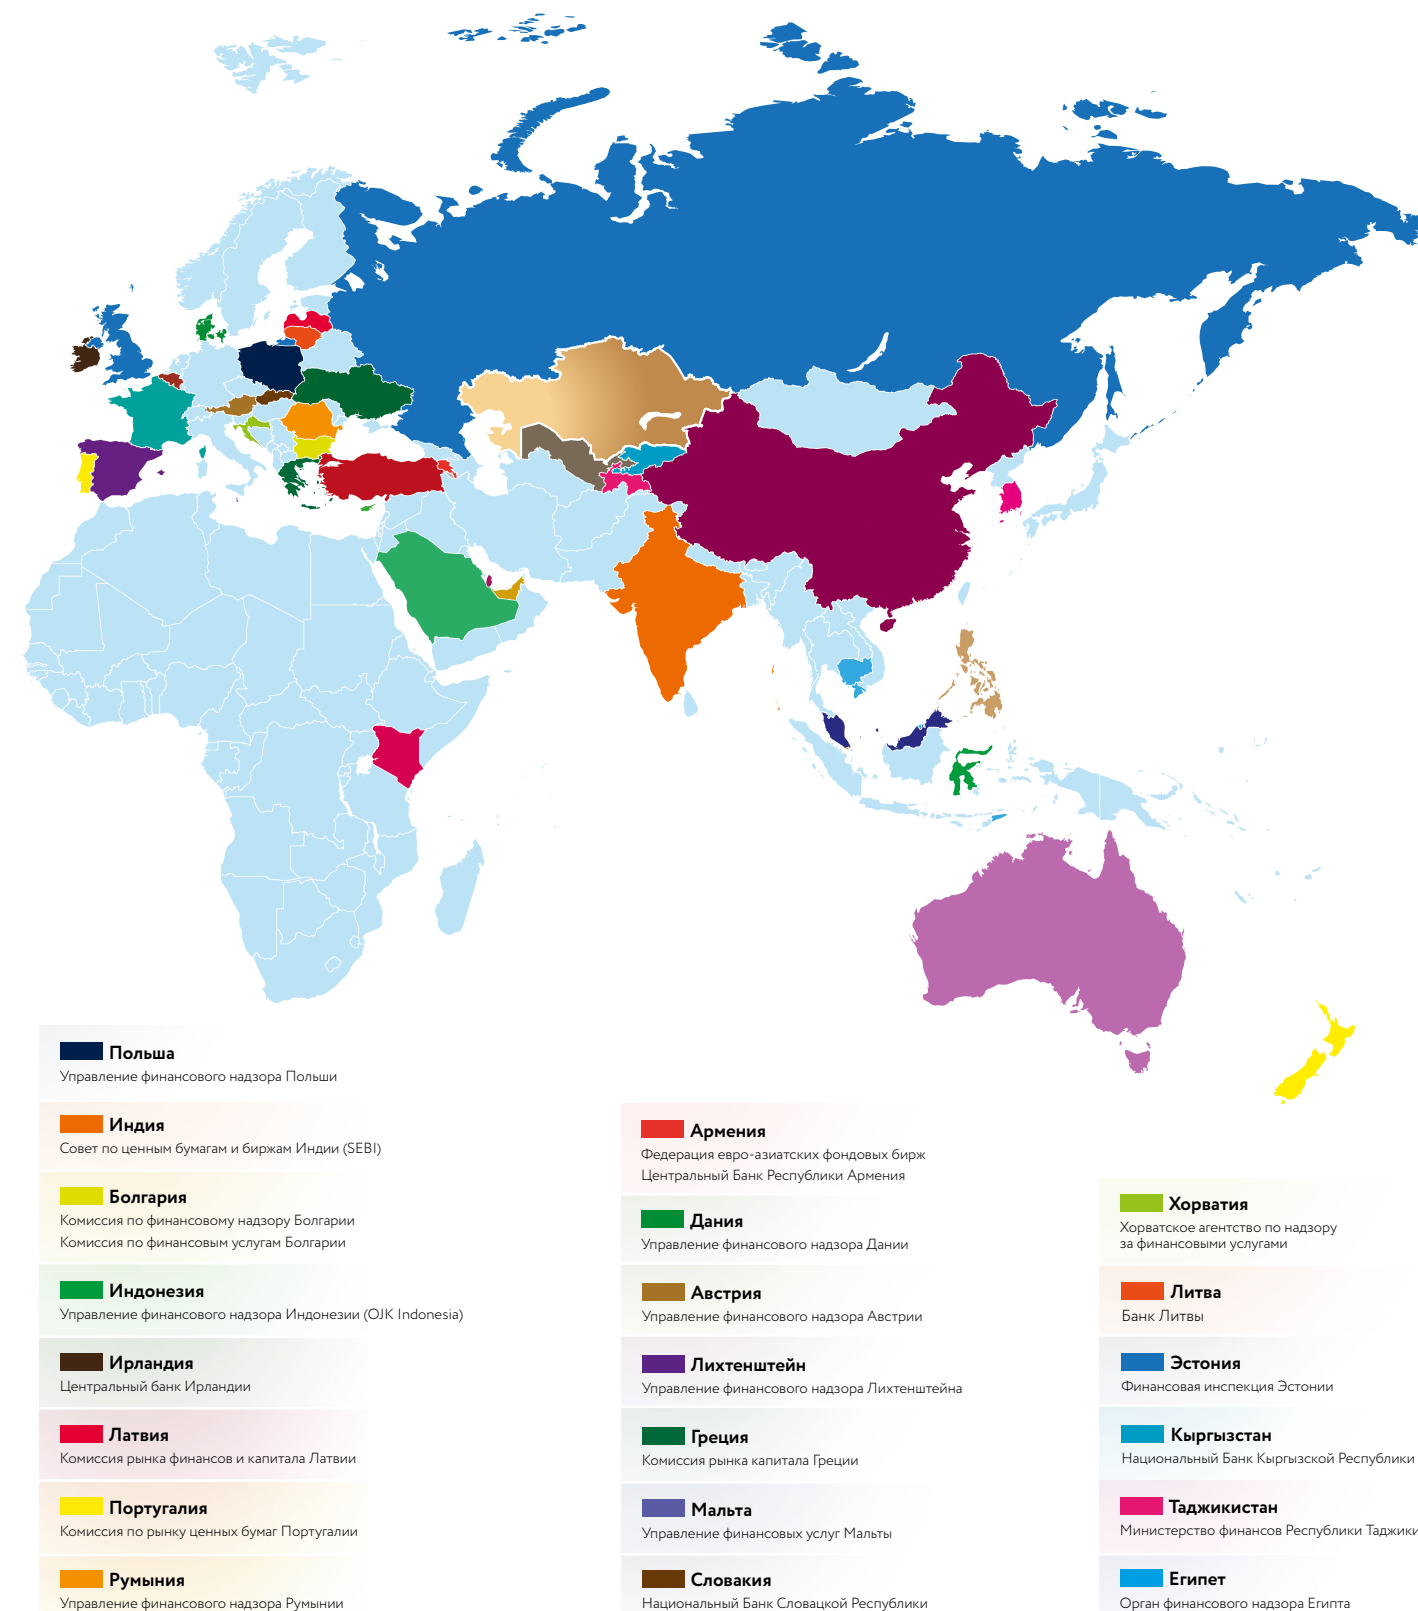 Польша
Управление финансового надзора Польши
Индия
Совет по ценным бумагам и биржам Индии (SEBI)
Болгария
Комиссия по финансовому надзору Болгарии
Комиссия по финансовым услугам Болгарии
Индонезия
Управление финансового надзора Индонезии (OJK Indonesia)
Ирландия
Центральный банк Ирландии
Латвия
Комиссия рынка финансов и капитала Латвии
Португалия
Комиссия по рынку ценных бумаг Португалии
Румыния
Управление финансового надзора Румынии
Армения
Федерация евро-азиатских фондовых бирж
Центральный Банк Республики Армения
Дания
Управление финансового надзора Дании
Австрия
Управление финансового надзора Австрии
Лихтенштейн
Управление финансового надзора Лихтенштейна
Греция
Комиссия рынка капитала Греции
Мальта
Управление финансовых услуг Мальты
Словакия
Национальный Банк Словацкой Республики
Хорватия
Хорватское агентство по надзору
за финансовыми услугами
Литва
Банк Литвы
Эстония
Финансовая инспекция Эстонии
Кыргызстан
Национальный Банк Кыргызской Республики
Таджикистан
Министерство финансов Республики Таджики
Египет
Орган финансового надзора Египта